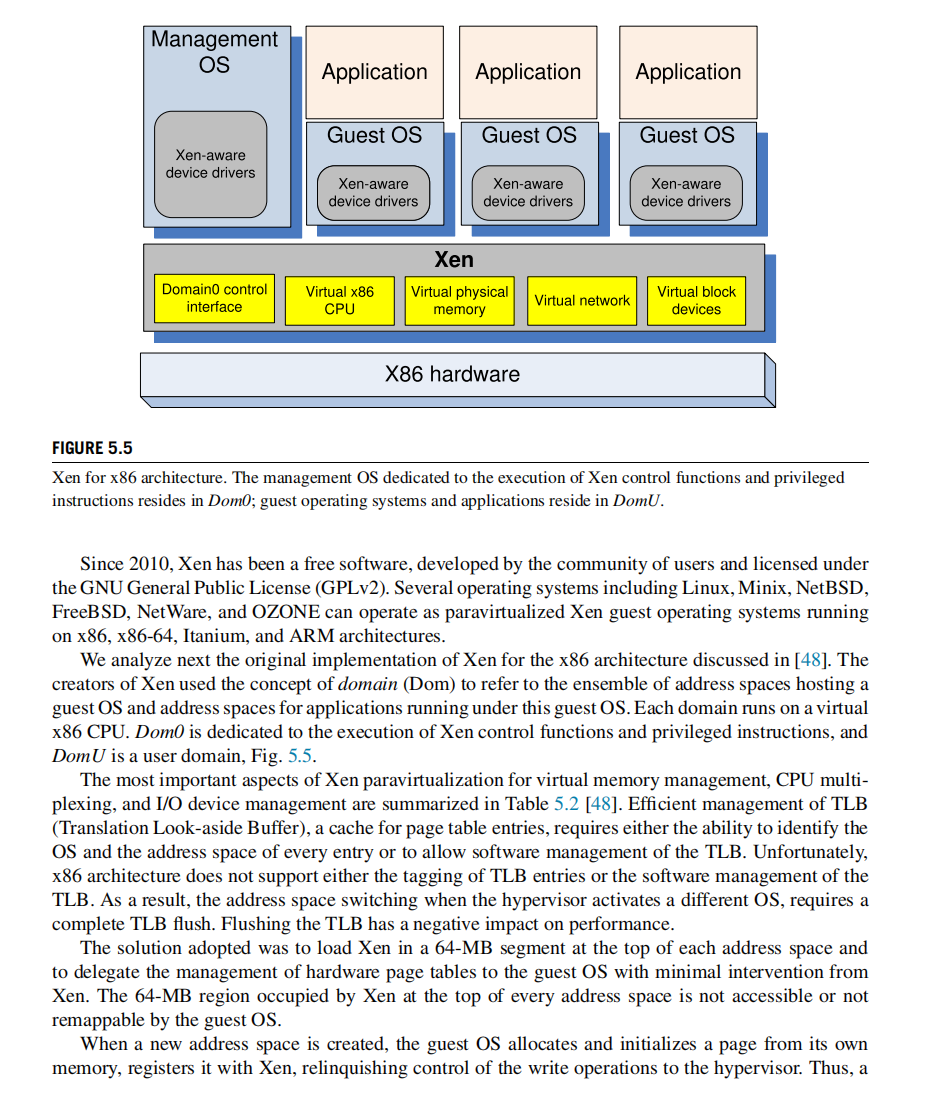 Management
OS
Application
Application
Application
Guest OS
Guest OS
Guest OS
Xen-aware
device drivers
Xen-aware
device drivers
Xen-aware
device drivers
Xen-aware
device drivers
Xen
Domain0 control
interface
Virtual x86
CPU
Virtual physical
memory
Virtual network
Virtual block
devices
X86 hardware
FIGURE 5.5
Xen for x86 architecture. The management OS dedicated to the execution of Xen control functions and privileged
instructions resides in Dom0; guest operating systems and applications reside in DomU.
Since 2010, Xen has been a free software, developed by the community of users and licensed under
the GNU General Public License (GPLv2). Several operating systems including Linux, Minix, NetBSD,
FreeBSD, NetWare, and OZONE can operate as paravirtualized Xen guest operating systems running
on x86, x86-64, Itanium, and ARM architectures.
We analyze next the original implementation of Xen for the x86 architecture discussed in [48]. The
creators of Xen used the concept of domain (Dom) to refer to the ensemble of address spaces hosting a
guest OS and address spaces for applications running under this guest OS. Each domain runs on a virtual
x86 CPU. Dom0 is dedicated to the execution of Xen control functions and privileged instructions, and
DomU is a user domain, Fig. 5.5.
The most important aspects of Xen paravirtualization for virtual memory management, CPU multi-
plexing, and I/O device management are summarized in Table 5.2 [48]. Efficient management of TLB
(Translation Look-aside Buffer), a cache for page table entries, requires either the ability to identify the
OS and the address space of every entry or to allow software management of the TLB. Unfortunately,
x86 architecture does not support either the tagging of TLB entries or the software management of the
TLB. As a result, the address space switching when the hypervisor activates a different OS, requires a
complete TLB flush. Flushing the TLB has a negative impact on performance.
The solution adopted was to load Xen in a 64-MB segment at the top of each address space and
to delegate the management of hardware page tables to the guest OS with minimal intervention from
Xen. The 64-MB region occupied by Xen at the top of every address space is not accessible or not
remappable by the guest OS.
When a new address space is created, the guest OS allocates and initializes a page from its own
memory, registers it with Xen, relinquishing control of the write operations to the hypervisor. Thus, a